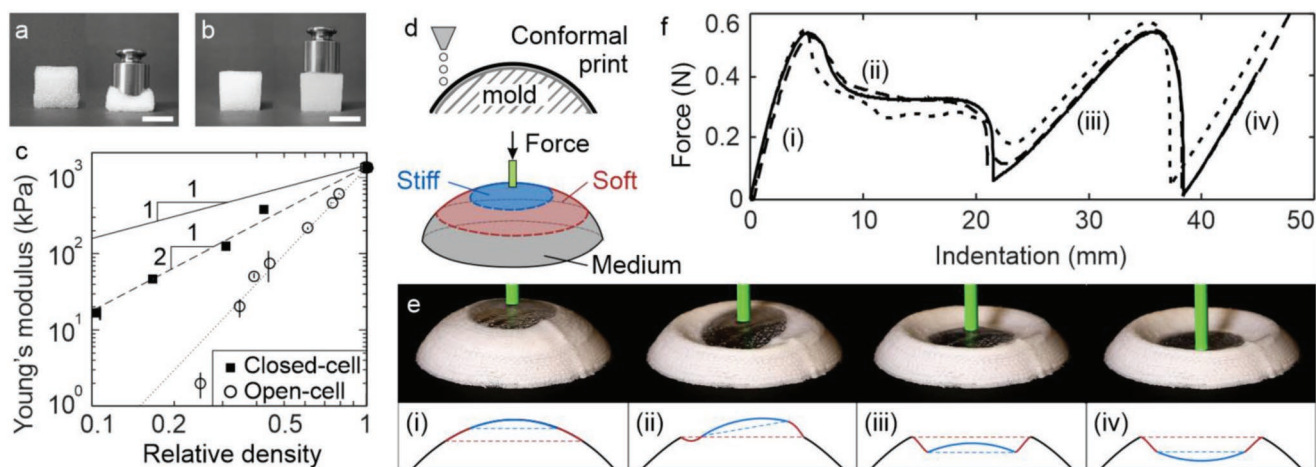 a
b
c
Young's modulus (kPa)
10³
10²
10¹
10⁰
1
1
1
2
Closed-cell
Open-cell
0.1
0.2
0.5
1
Relative density
d
Conformal
print
mold
Force
Stiff
Soft
Medium
e
(i)
(ii)
(iii)
(iv)
f
Force (N)
0.6
0.4
0.2
0
(i)
(ii)
(iii)
(iv)
0
10
20
30
40
50
Indentation (mm)